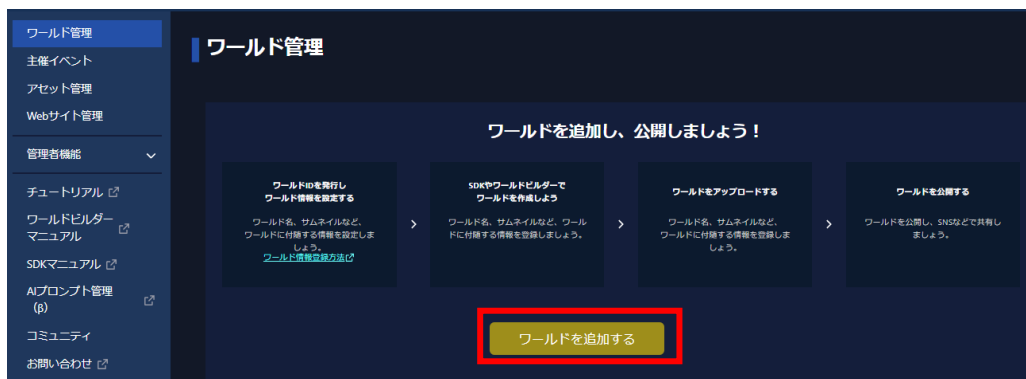 ワールド管理
主催イベント
アセット管理
Webサイト管理
管理者機能
チュートリアル
ワールドビルダー
マニュアル
SDKマニュアル
AIプロンプト管理
(β)
コミュニティ
お問い合わせ
ワールド管理
ワールドを追加し、公開しましょう！
ワールドIDを発行し
ワールド情報を設定する
ワールド名、サムネイルなど、
ワールドに付随する情報を設定しま
しょう。
ワールド情報登録方法
SDKやワールドビルダーで
ワールドを作成しよう
ワールド名、サムネイルなど、ワール
ドに付随する情報を登録しましょう。
ワールドをアップロードする
ワールド名、サムネイルなど、
ワールドに付随する情報を登録しま
しょう。
ワールドを公開する
ワールドを公開し、SNSなどで共有し
ましょう。
ワールドを追加する